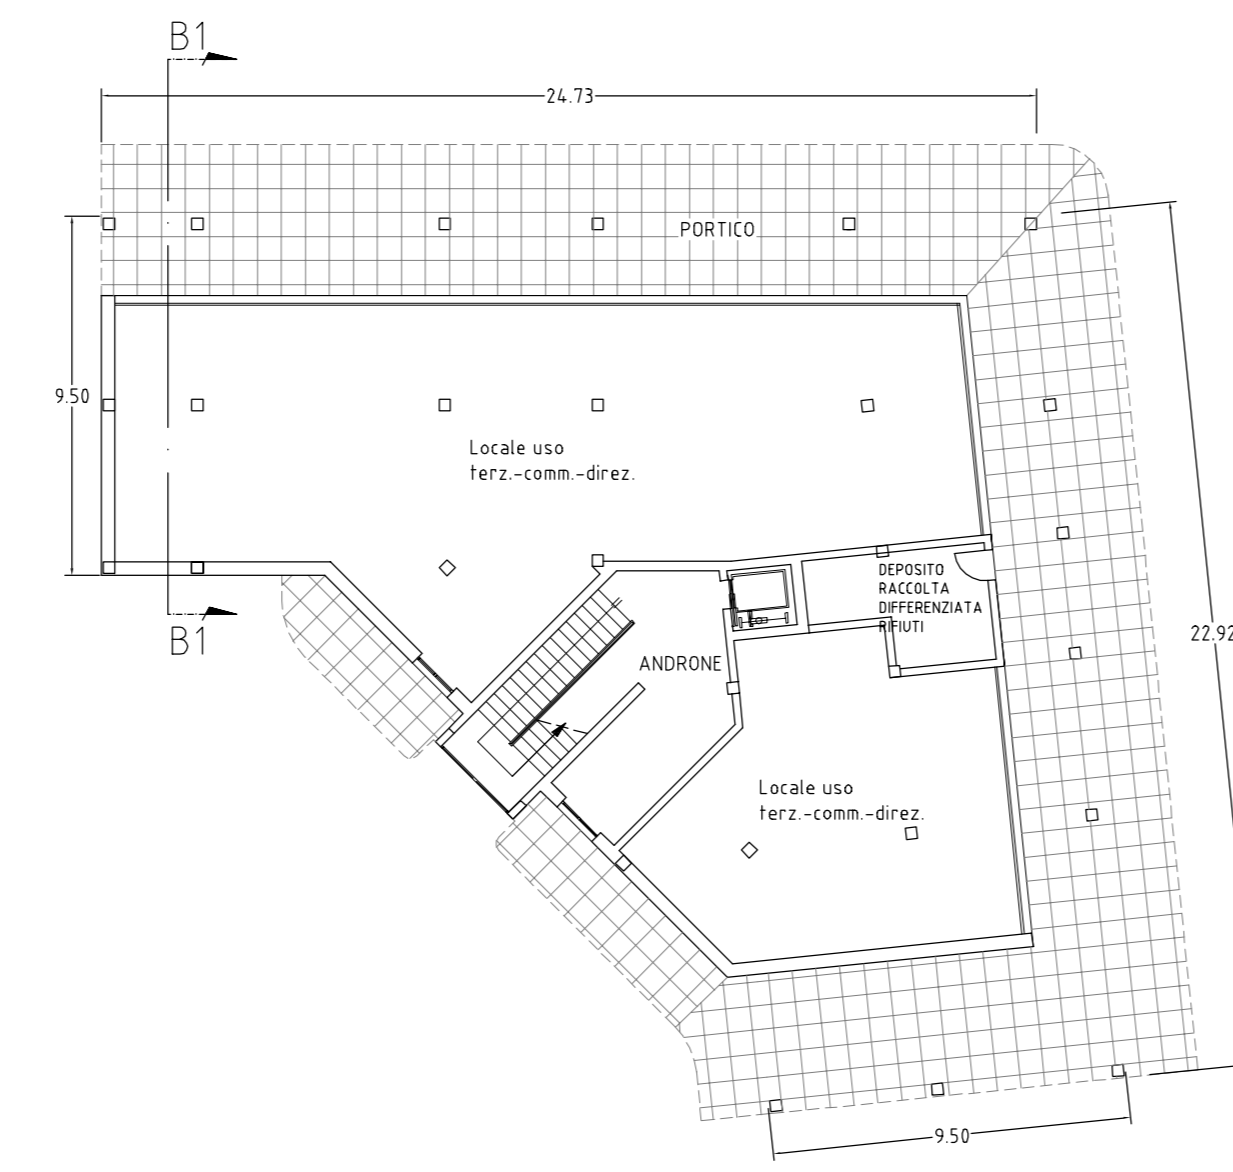 B1
24.73
PORTICO
9.50
Locale uso
terz.-comm.-direz.
DEPOSITO
RACCOLTA
DIFFERENZIATA
RIFIUTI
B1
22.92
ANDRONE
Locale uso
terz.-comm.-direz.
9.50